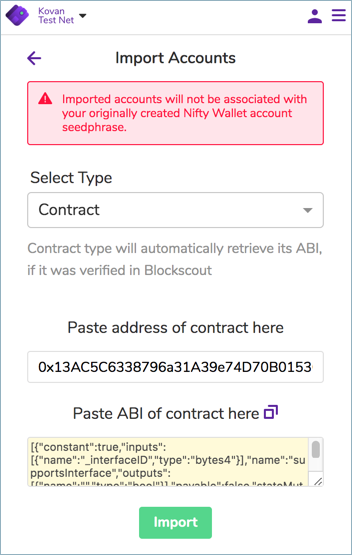 Kovan
Test Net
Import Accounts
Imported accounts will not be associated with
your originally created Nifty Wallet account
seedphrase.
Select Type
Contract
Contract type will automatically retrieve its ABI,
if it was verified in Blockscout
Paste address of contract here
0x13AC5C6338796a31A39e74D70B0153
Paste ABI of contract here
[{"constant":true,"inputs":
[{"name":"_interfaceID","type":"bytes4"}],"name":"su
pportsInterface","outputs":
[{"name":"","type":"bool"}],"payable":false,"stateMut
Import